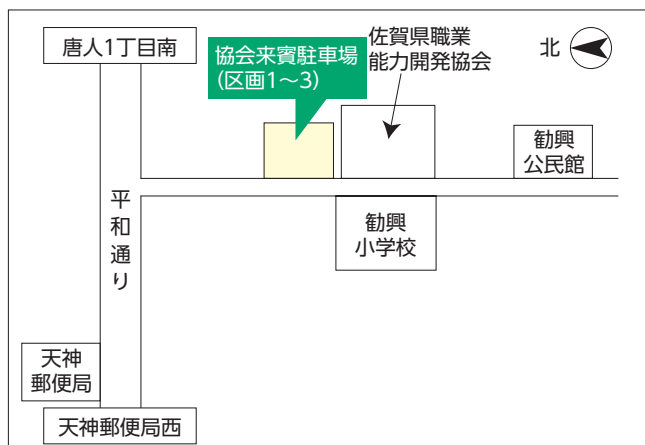 唐人1丁目南
協会来賓駐車場
(区画1〜3)
佐賀県職業
能力開発協会
北
勧興
公民館
平和通り
勧興
小学校
天神
郵便局
天神郵便局西